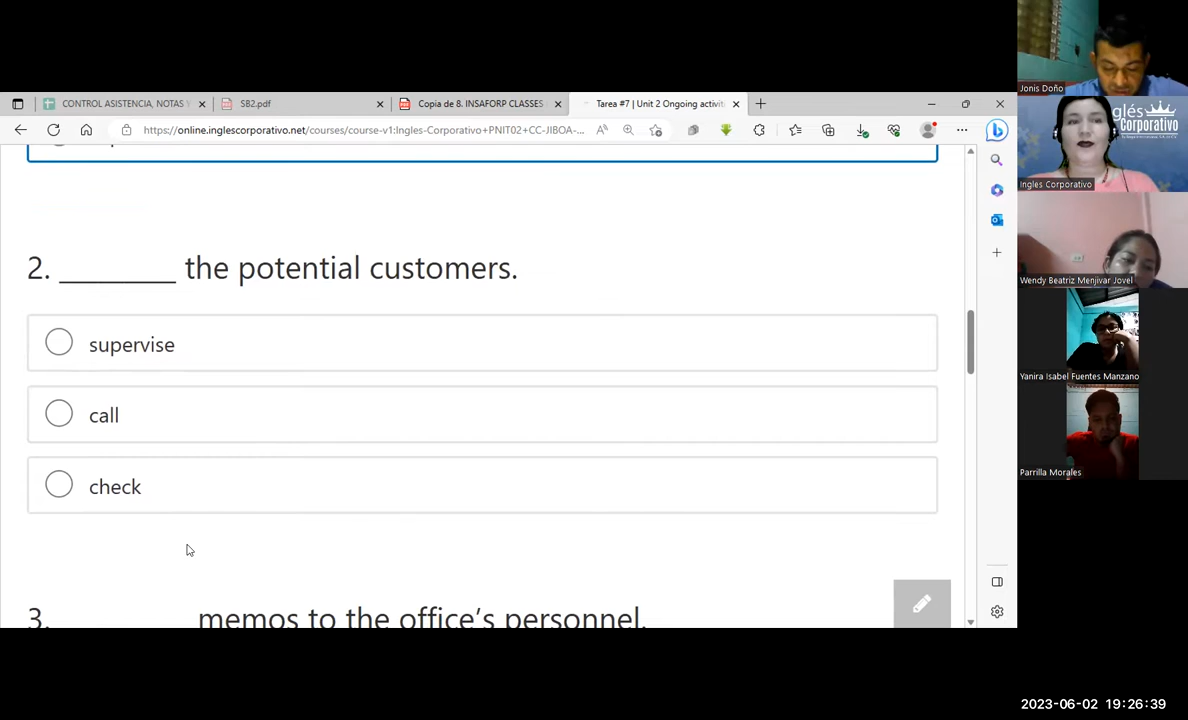 Jonis Doño
CONTROL ASISTENCIA, NOTAS Y
SB2.pdf
Copia de 8. INSAFORP CLASSES
Tarea #7 | Unit 2 Ongoing activit
https://online.inglescorporativo.net/courses/course-v1:Ingles-Corporativo+PNIT02+CC-JIBOA-...
glés
Corporativo
Ingles Corporativo
2. ________ the potential customers.
supervise
call
check
3. ________ memos to the office's personnel.
Wendy Beatriz Menjivar Jovel
Yanira Isabel Fuentes Manzano
Parrilla Morales
2023-06-02 19:26:39